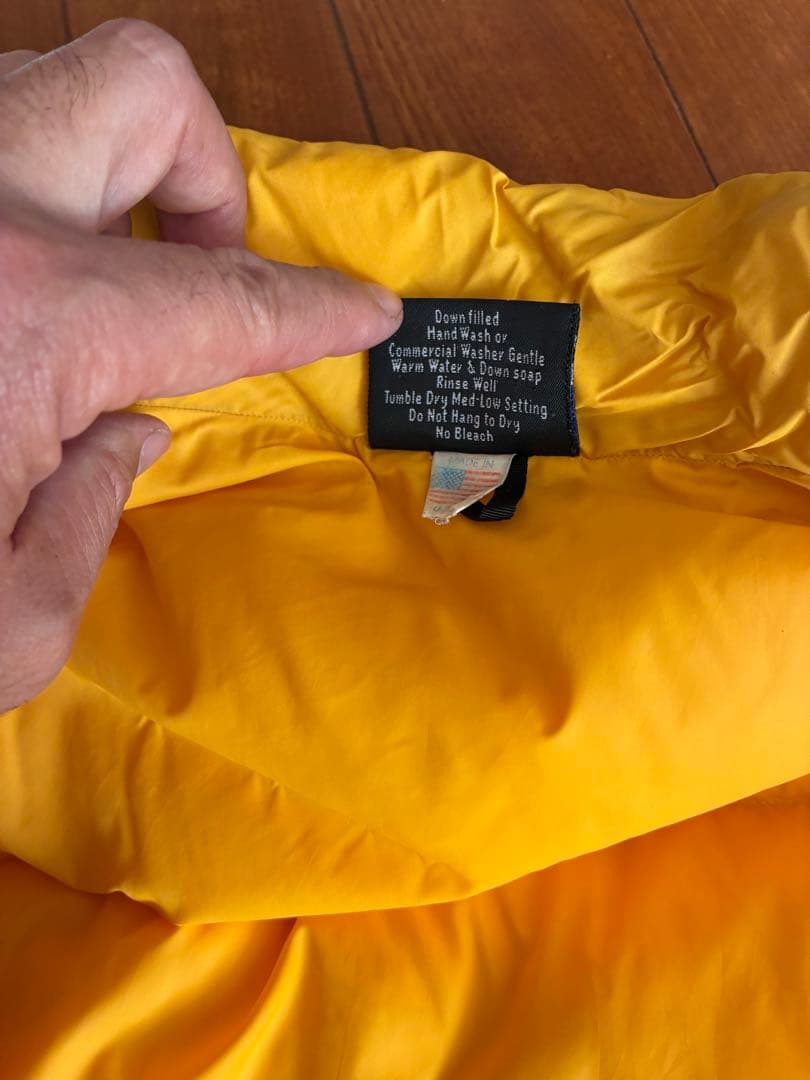 Down filled
Hand Wash or
Commercial Washer Gentle
Warm Water & Down soap
Rinse Well
Tumble Dry Med-Low Setting
Do Not Hang to Dry
No Bleach
MADE IN